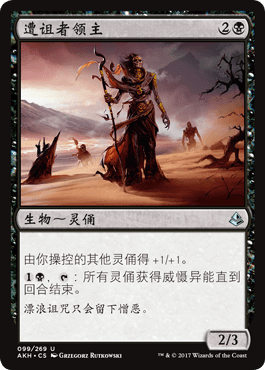 遭诅者领主 2
生物～灵俑
由你操控的其他灵俑得 +1/+1。
1，：所有灵俑获得威慑异能直到
回合结束。
漂浪诅咒只会留下憎恶。
099/269 U
AKH • CS GRZEGORZ RUTKOWSKI
2/3
™ & © 2017 Wizards of the Coast